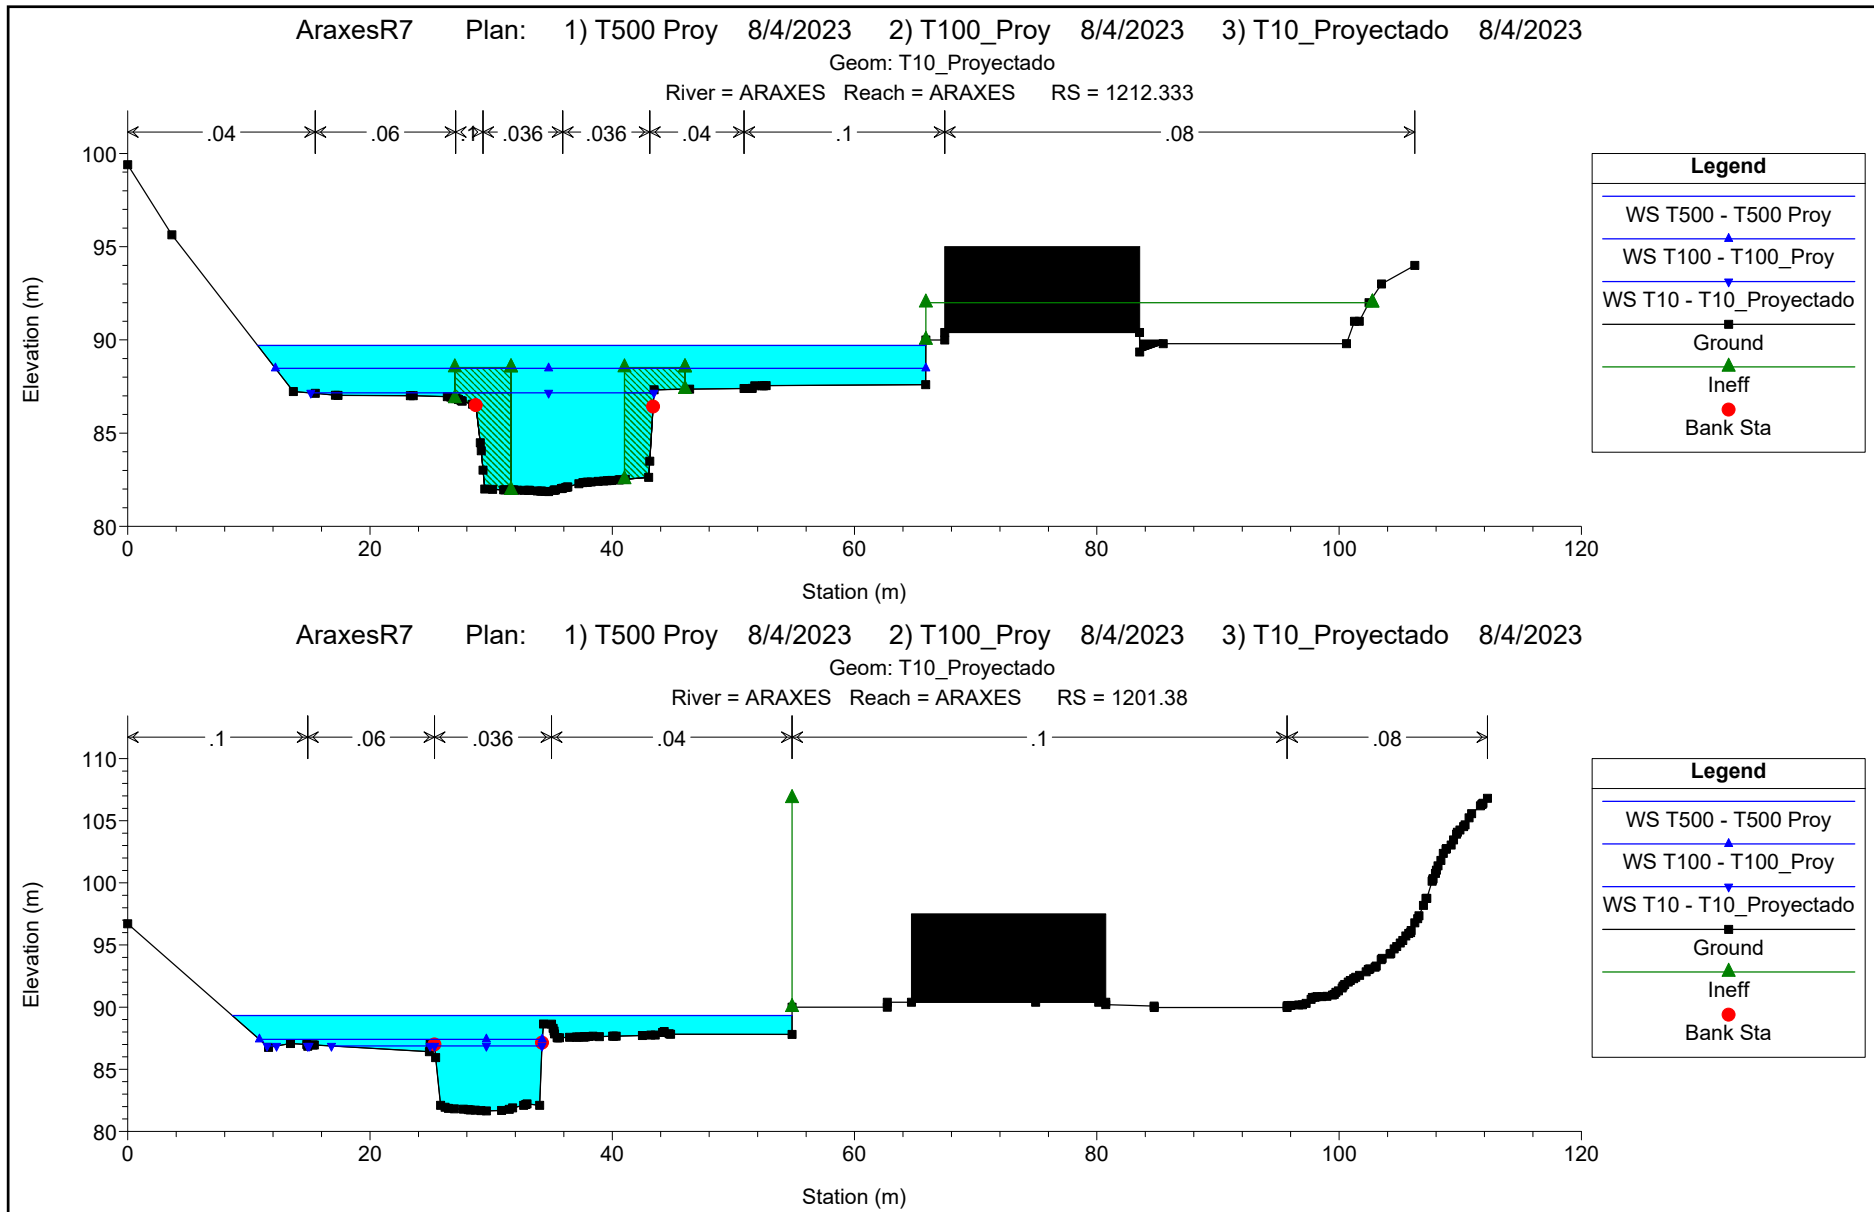 AraxesR7 Plan: 1) T500 Proy 8/4/2023 2) T100_Proy 8/4/2023 3) T10_Proyectado 8/4/2023
Geom: T10_Proyectado
River = ARAXES Reach = ARAXES RS = 1212.333
.04 .06 .1 .036 .036 .04 .1 .08
100
95
90
85
80
Elevation (m)
0 20 40 60 80 100 120
Station (m)
Legend
WS T500 - T500 Proy
WS T100 - T100_Proy
WS T10 - T10_Proyectado
Ground
Ineff
Bank Sta
AraxesR7 Plan: 1) T500 Proy 8/4/2023 2) T100_Proy 8/4/2023 3) T10_Proyectado 8/4/2023
Geom: T10_Proyectado
River = ARAXES Reach = ARAXES RS = 1201.38
.1 .06 .036 .04 .1 .08
110
105
100
95
90
85
80
Elevation (m)
0 20 40 60 80 100 120
Station (m)
Legend
WS T500 - T500 Proy
WS T100 - T100_Proy
WS T10 - T10_Proyectado
Ground
Ineff
Bank Sta